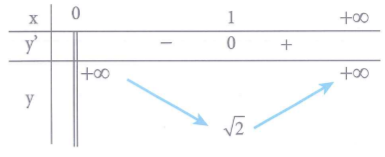 x 0 1 +∞
y' − 0 +
+∞ +∞
y
√2